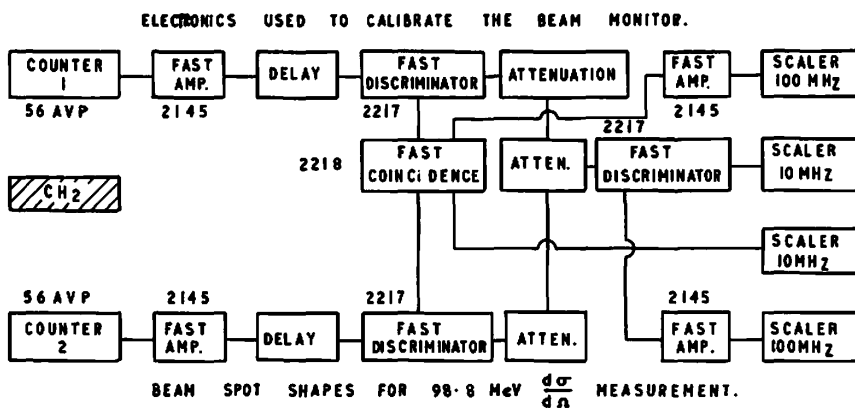 ELECTRONICS USED TO CALIBRATE THE BEAM MONITOR.
COUNTER
1
FAST
AMP.
DELAY
FAST
DISCRIMINATOR
ATTENUATION
FAST
AMP.
SCALER
100 MHZ
56 AVP
2145
2217
2145
2217
2218
FAST
COINCiDENCE
ATTEN.
FAST
DISCRIMINATOR
SCALER
10 MHZ
CH2
SCALER
10MHZ
56 AVP
2145
2217
2145
COUNTER
2
FAST
AMP.
DELAY
FAST
DISCRIMINATOR
ATTEN.
FAST
AMP.
SCALER
100MHZ
BEAM SPOT SHAPES FOR 98·8 MeV dσ/dΩ MEASUREMENT.